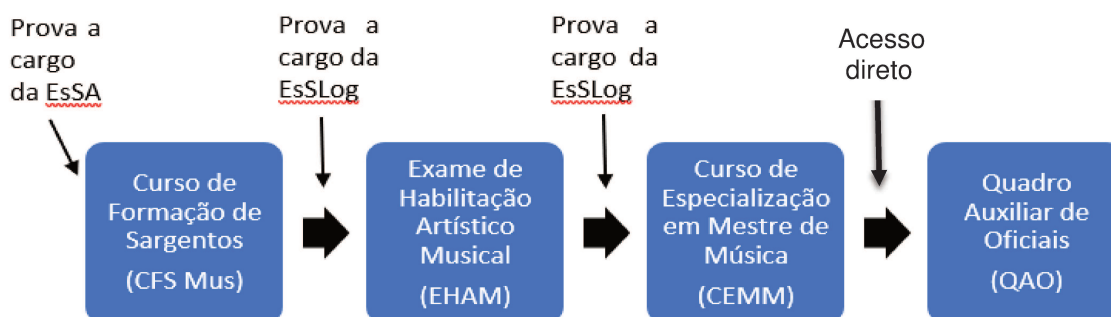 Prova a
cargo
da EsSA
Prova a
cargo da
EsSLog
Prova a
cargo da
EsSLog
Acesso
direto
Curso de
Formação de
Sargentos
(CFS Mus)
Exame de
Habilitação
Artístico
Musical
(EHAM)
Curso de
Especialização
em Mestre de
Música
(CEMM)
Quadro
Auxiliar de
Oficiais
(QAO)